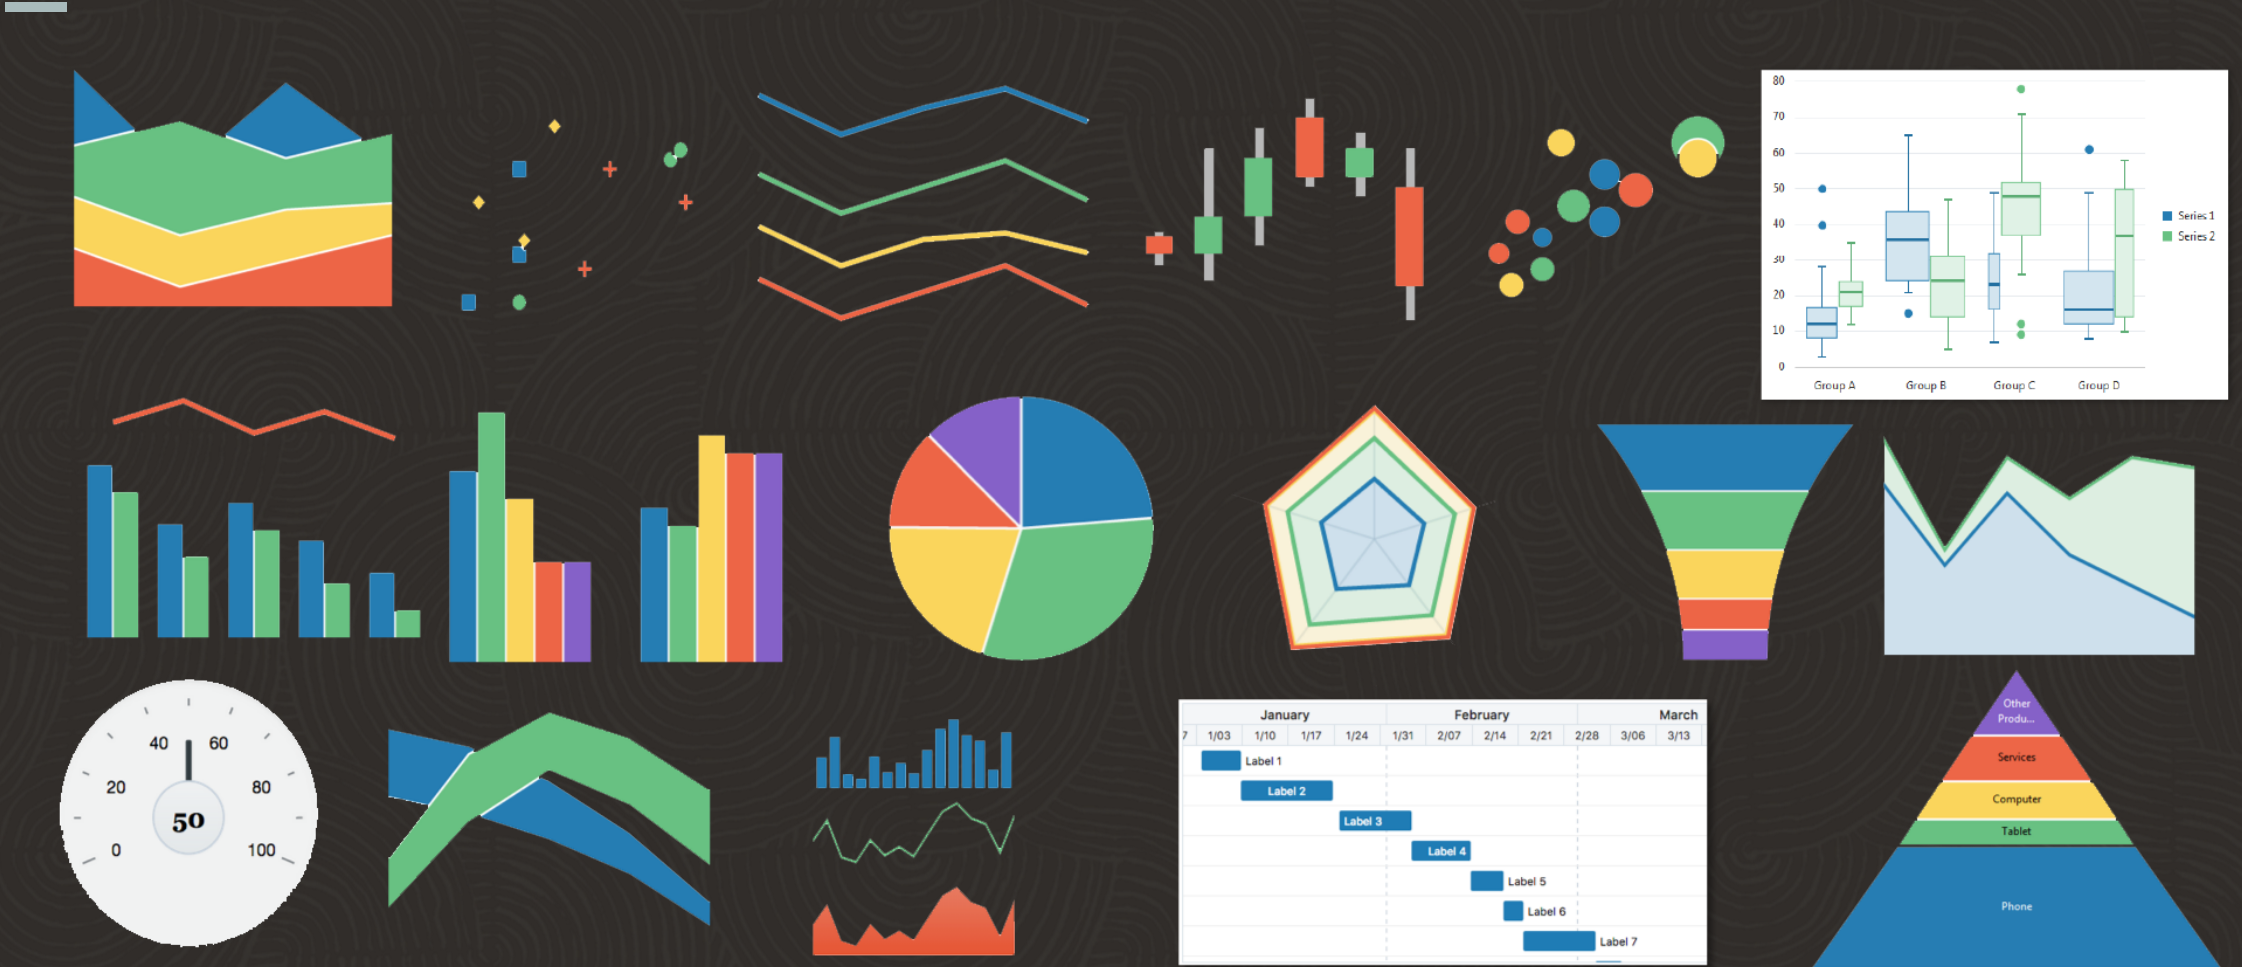 80
70
60
50
40
30
20
10
0
Group A
Group B
Group C
Group D
Series 1
Series 2
0
20
40
60
80
100
50
January
February
March
7
1/03
1/10
1/17
1/24
1/31
2/07
2/14
2/21
2/28
3/06
3/13
Label 1
Label 2
Label 3
Label 4
Label 5
Label 6
Label 7
Other
Produ...
Services
Computer
Tablet
Phone